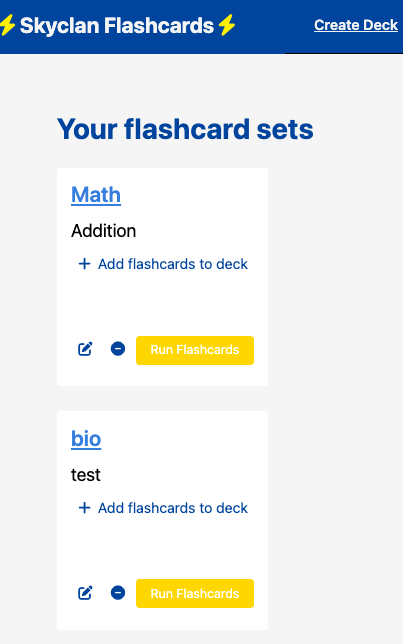 ⚡Skyclan Flashcards⚡
Create Deck
Your flashcard sets
Math
Addition
+ Add flashcards to deck
Run Flashcards
bio
test
+ Add flashcards to deck
Run Flashcards